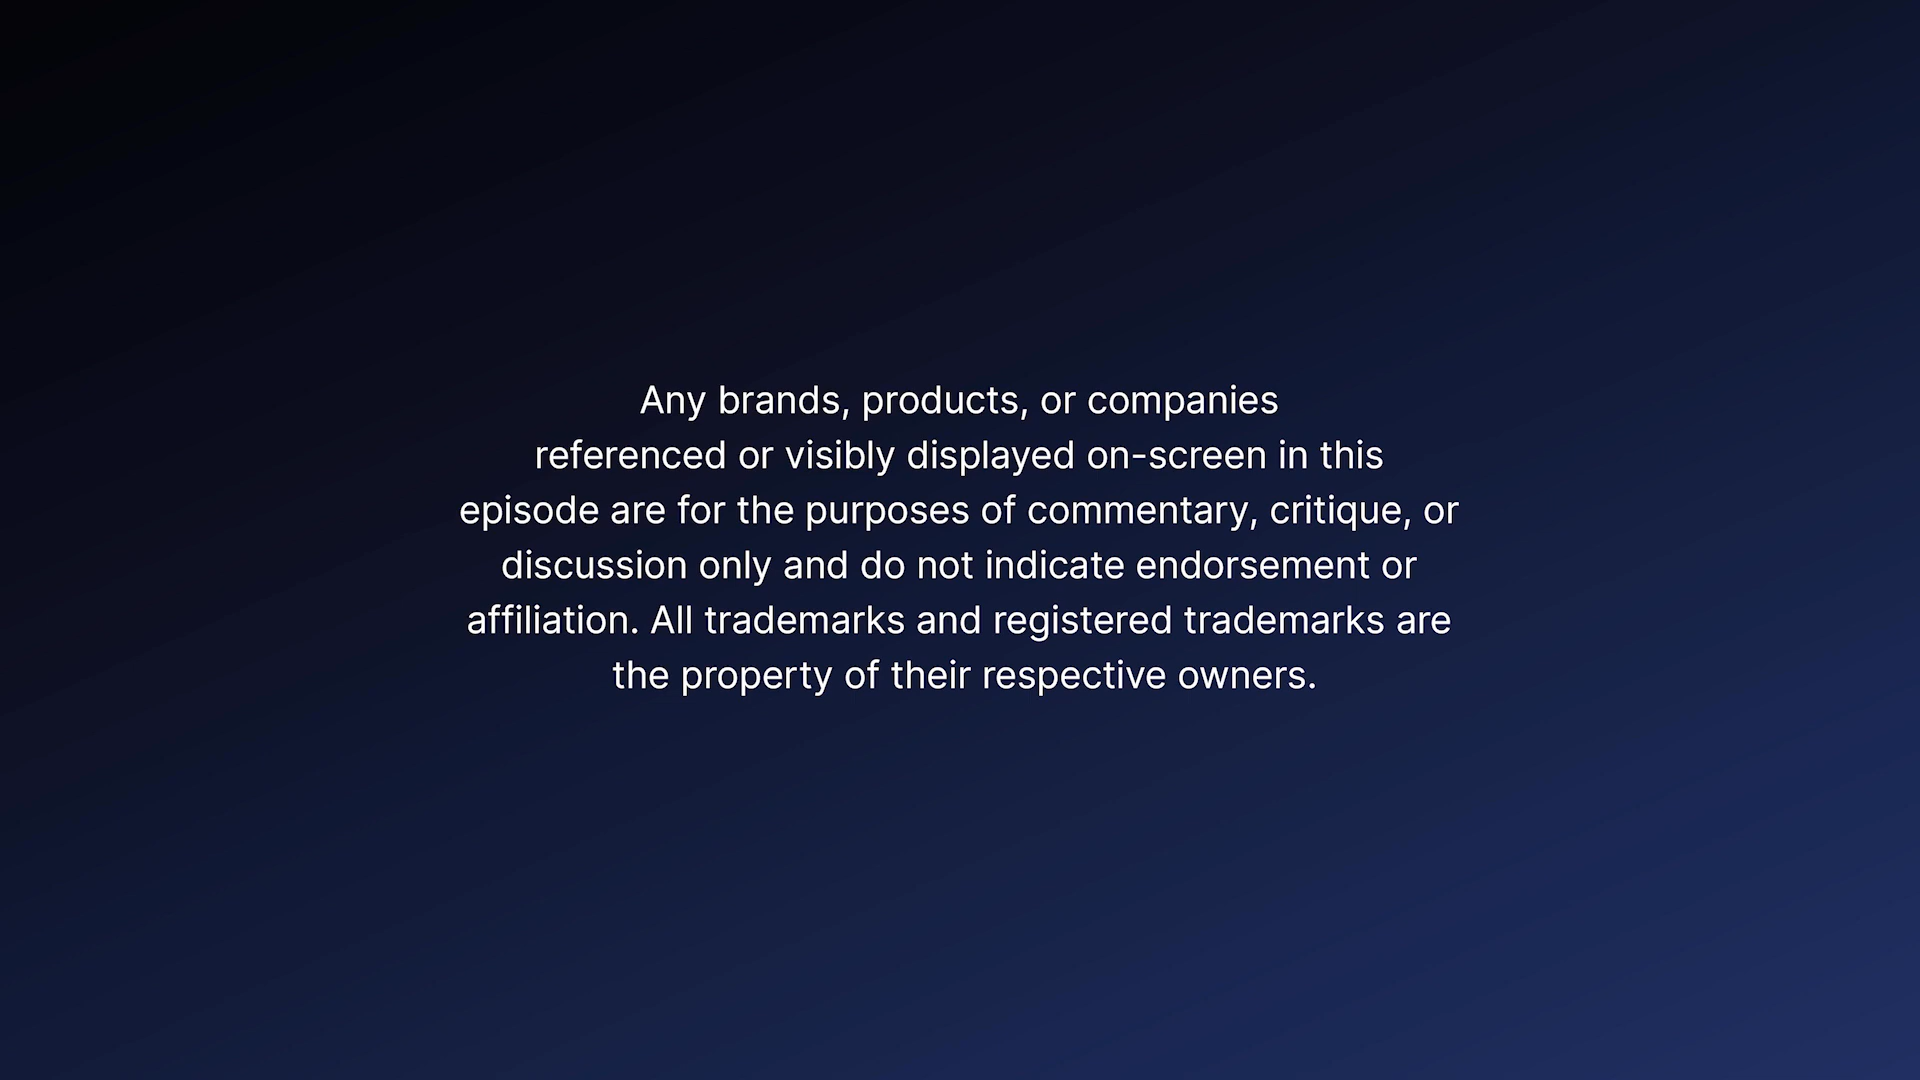 Any brands, products, or companies
referenced or visibly displayed on-screen in this
episode are for the purposes of commentary, critique, or
discussion only and do not indicate endorsement or
affiliation. All trademarks and registered trademarks are
the property of their respective owners.